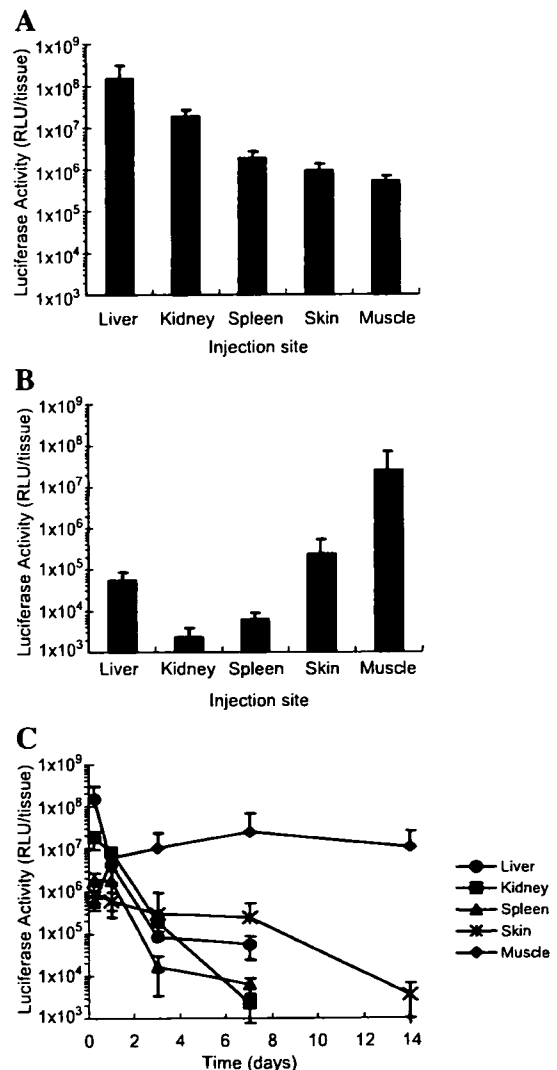 A
Luciferase Activity (RLU/tissue)
1x10⁹
1x10⁸
1x10⁷
1x10⁶
1x10⁵
1x10⁴
1x10³
Liver Kidney Spleen Skin Muscle
Injection site
B
Luciferase Activity (RLU/tissue)
1x10⁹
1x10⁸
1x10⁷
1x10⁶
1x10⁵
1x10⁴
1x10³
Liver Kidney Spleen Skin Muscle
Injection site
C
Luciferase Activity (RLU/tissue)
1x10⁹
1x10⁸
1x10⁷
1x10⁶
1x10⁵
1x10⁴
1x10³
0 2 4 6 8 10 12 14
Time (days)
Liver
Kidney
Spleen
Skin
Muscle